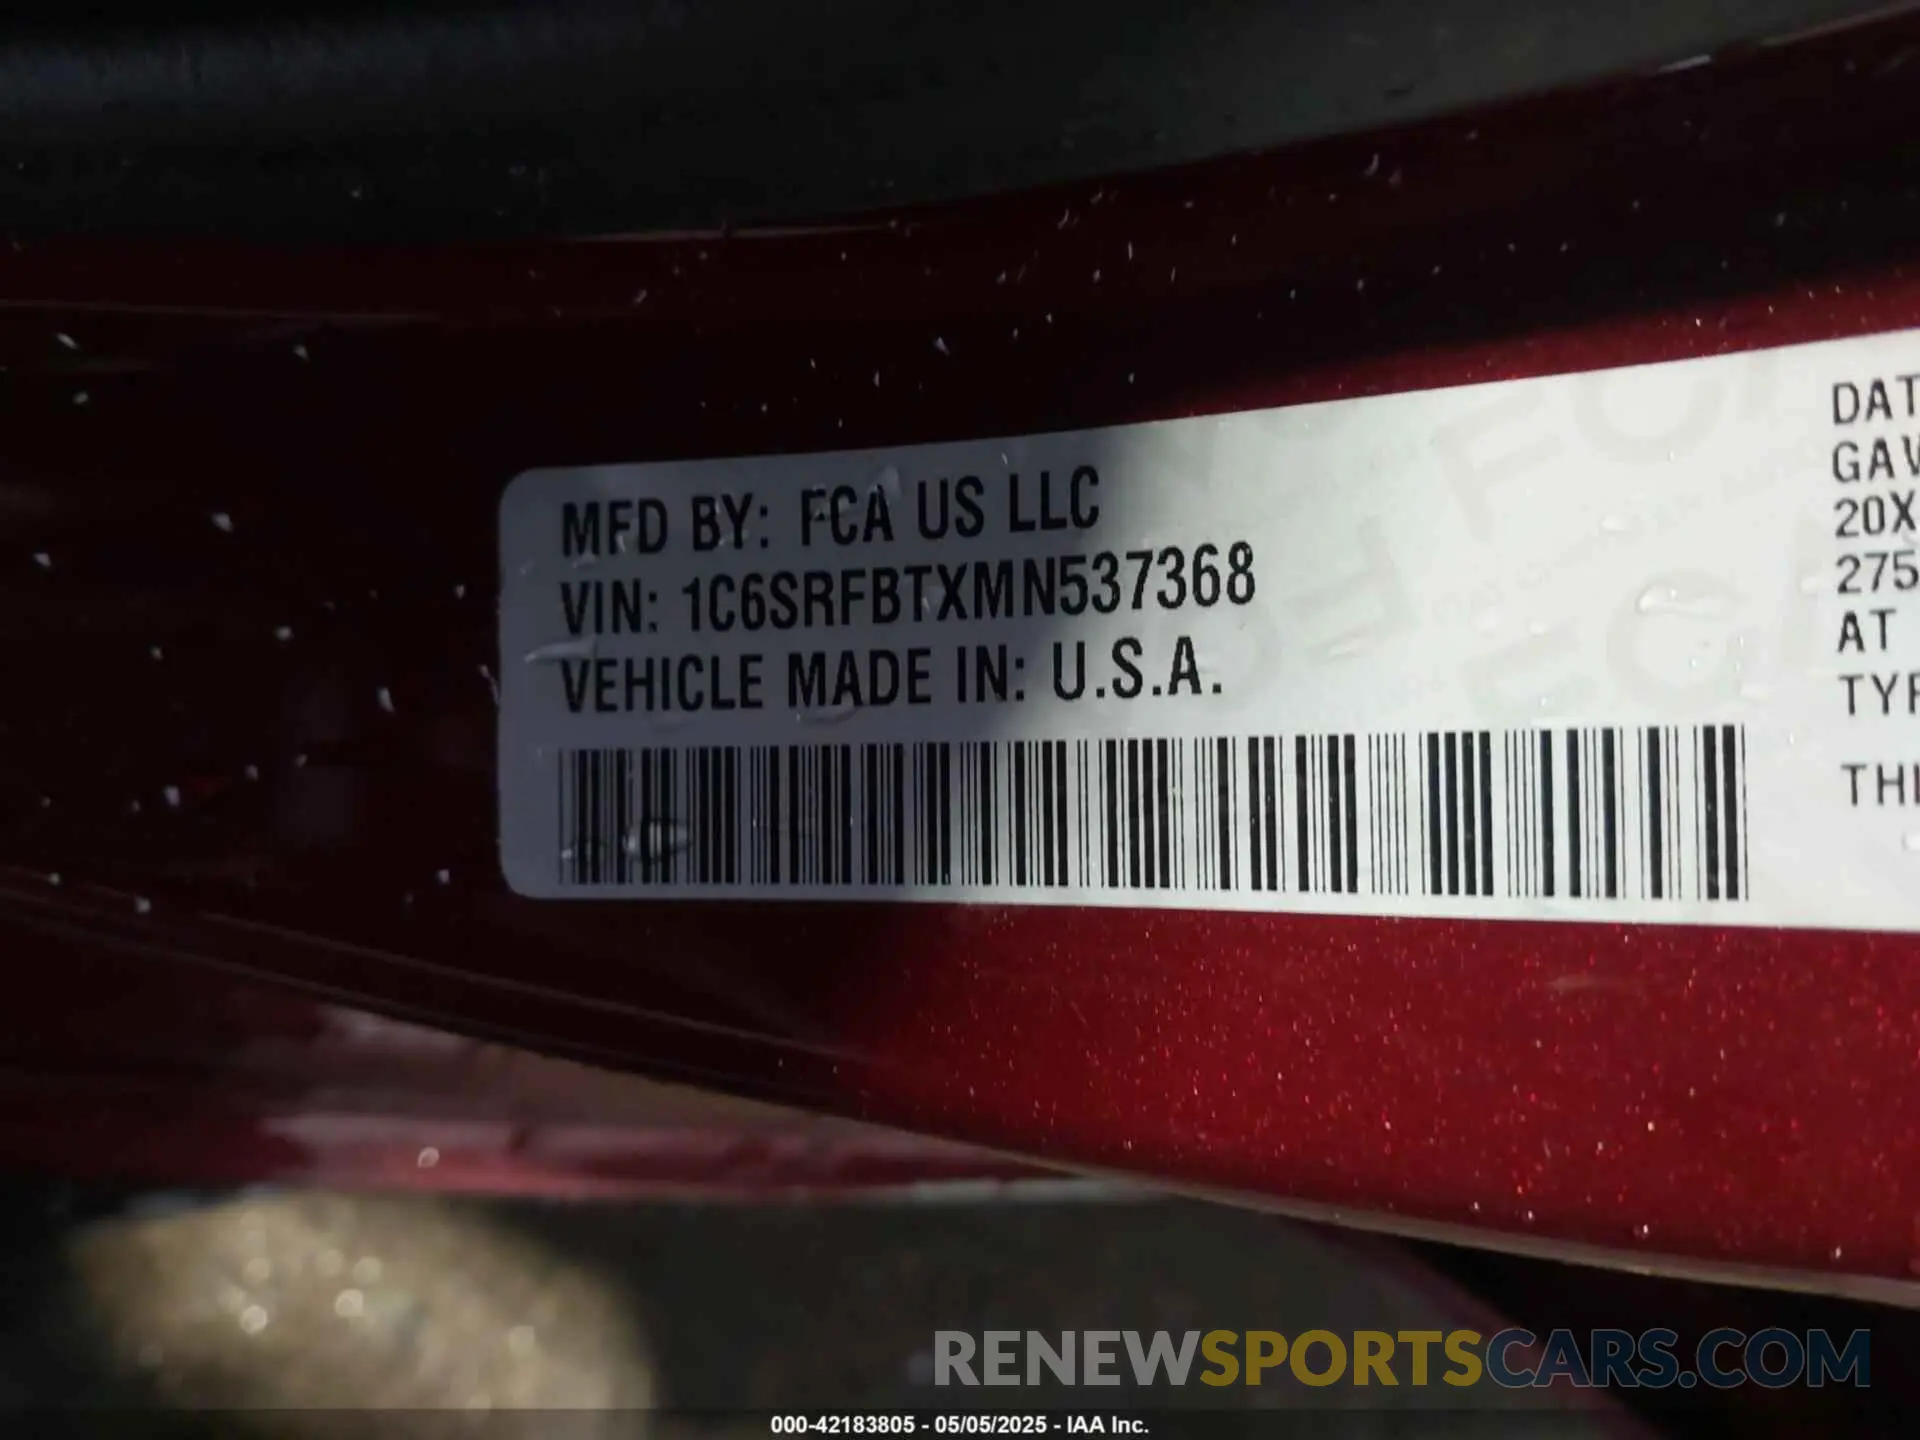 MFD BY: FCA US LLC
VIN: 1C6SRFBTXMN537368
VEHICLE MADE IN: U.S.A.
DAT
GAV
20X
275
AT
TYP
THI
RENEWSPORTSCARS.COM
000-42183805 - 05/05/2025 - IAA Inc.